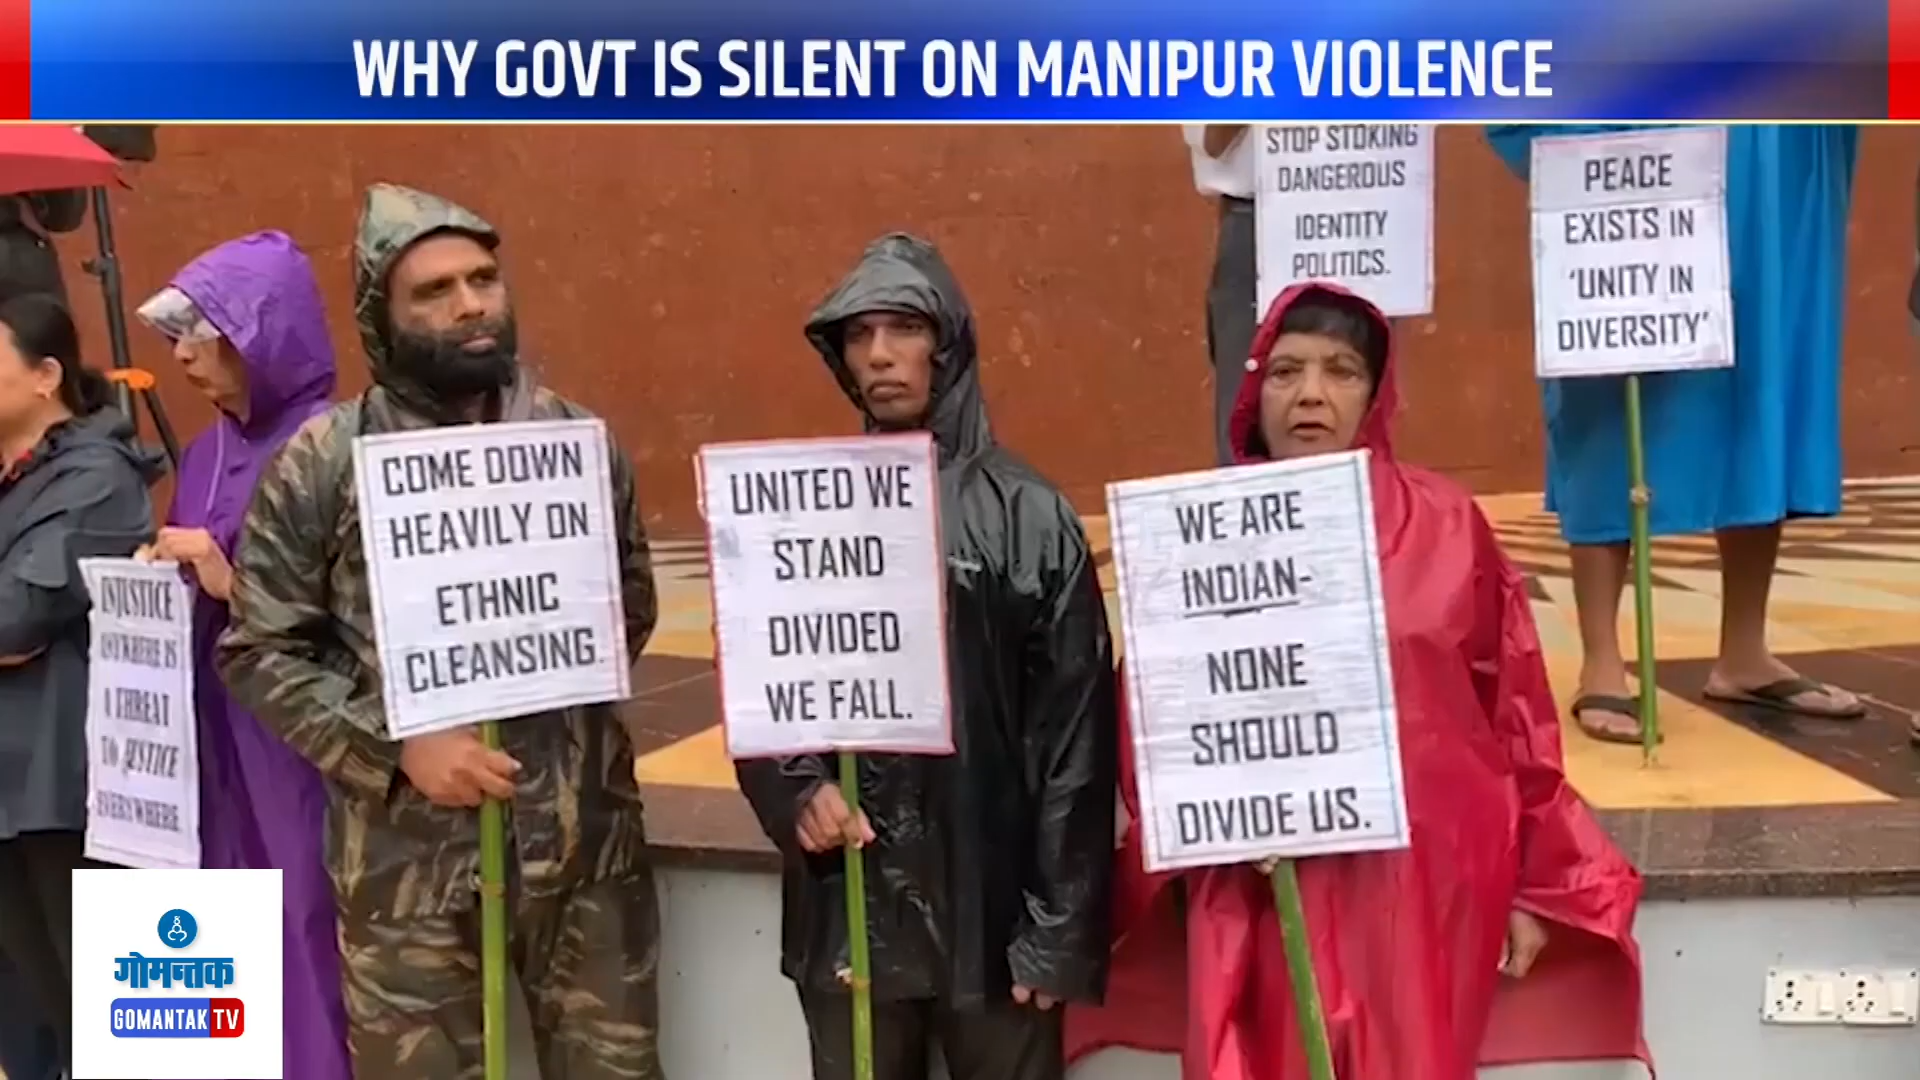 WHY GOVT IS SILENT ON MANIPUR VIOLENCE
STOP STOKING
DANGEROUS
IDENTITY
POLITICS.
PEACE
EXISTS IN
'UNITY IN
DIVERSITY'
COME DOWN
HEAVILY ON
ETHNIC
CLEANSING.
UNITED WE
STAND
DIVIDED
WE FALL.
WE ARE
INDIAN-
NONE
SHOULD
DIVIDE US.
INJUSTICE
ANYWHERE IS
A THREAT
TO JUSTICE
EVERYWHERE.
गोमन्तक
GOMANTAK TV